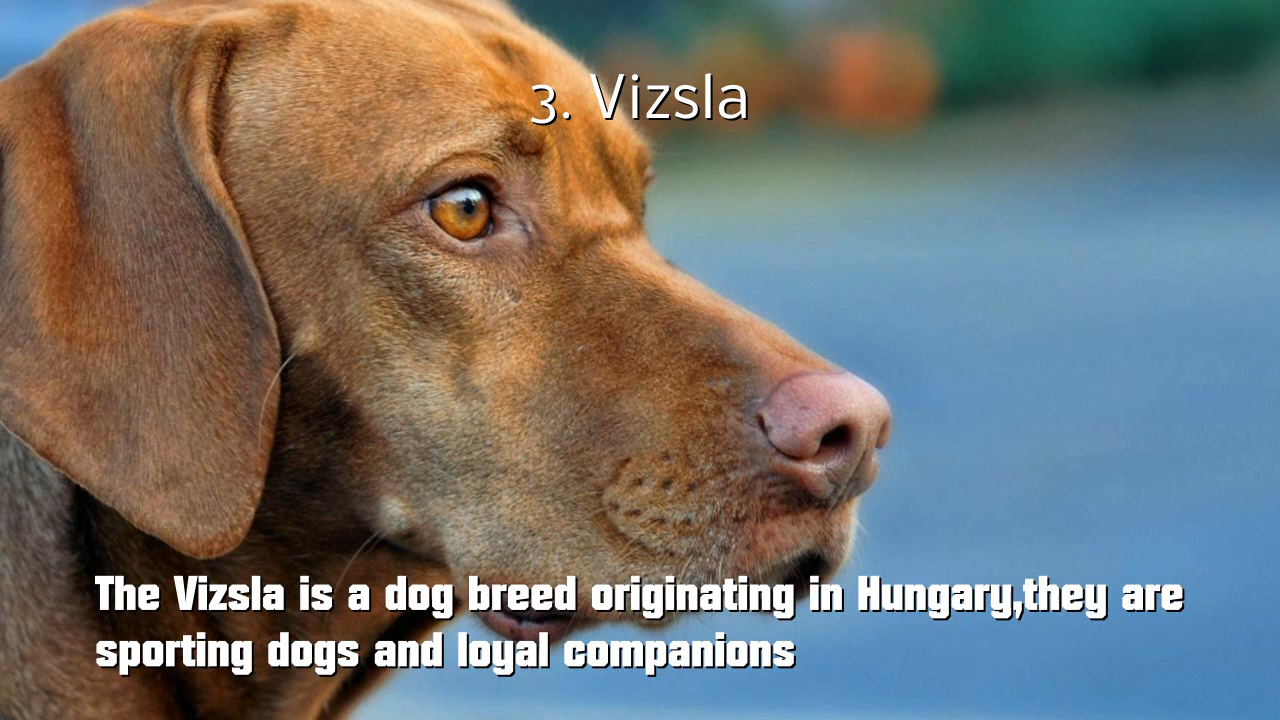 3. Vizsla
The Vizsla is a dog breed originating in Hungary,they are
sporting dogs and loyal companions